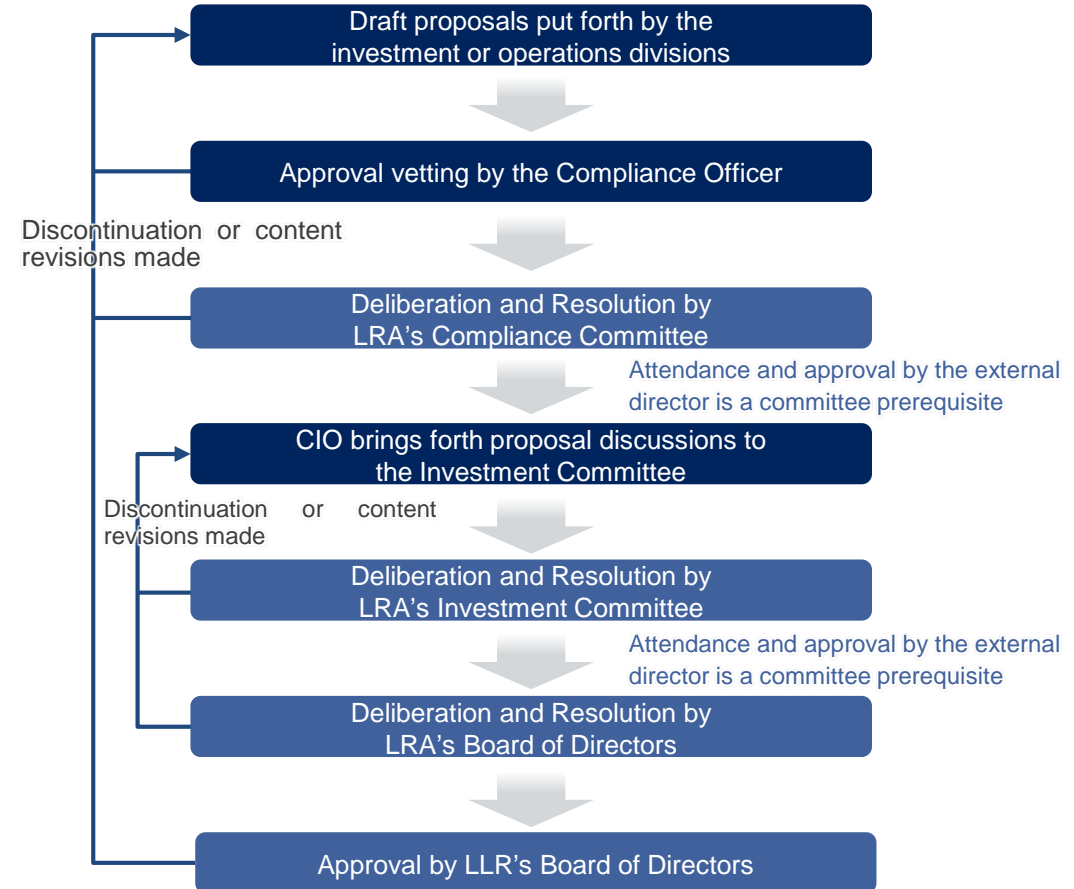 Draft proposals put forth by the
investment or operations divisions
Approval vetting by the Compliance Officer
Discontinuation or content
revisions made
Deliberation and Resolution by
LRA's Compliance Committee
Attendance and approval by the external
director is a committee prerequisite
CIO brings forth proposal discussions to
the Investment Committee
Discontinuation or content
revisions made
Deliberation and Resolution by
LRA's Investment Committee
Attendance and approval by the external
director is a committee prerequisite
Deliberation and Resolution by
LRA's Board of Directors
Approval by LLR's Board of Directors